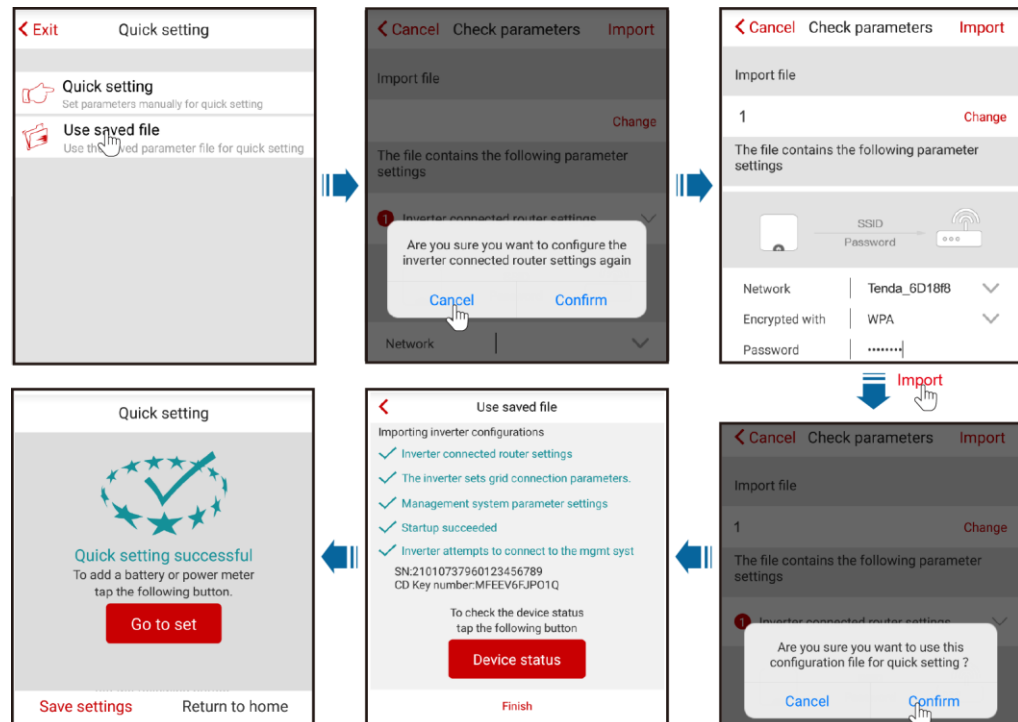 Exit
Quick setting
Quick setting
Set parameters manually for quick setting
Use saved file
Use the saved parameter file for quick setting
Cancel
Check parameters
Import
Import file
Change
The file contains the following parameter
settings
1
Inverter connected router settings
Are you sure you want to configure the
inverter connected router settings again
Cancel
Confirm
Network
Cancel
Check parameters
Import
Import file
1
Change
The file contains the following parameter
settings
SSID
Password
Network
Tenda_6D18f8
Encrypted with
WPA
Password
••••••••
Import
Cancel
Check parameters
Import
Import file
1
Change
The file contains the following parameter
settings
1
Inverter connected router settings
Are you sure you want to use this
configuration file for quick setting ?
Cancel
Confirm
Use saved file
Importing inverter configurations
Inverter connected router settings
The inverter sets grid connection parameters.
Management system parameter settings
Startup succeeded
Inverter attempts to connect to the mgmt syst
SN:21010737960123456789
CD Key number:MFEEV6FJPO1Q
To check the device status
tap the following button
Device status
Finish
Quick setting
Quick setting successful
To add a battery or power meter
tap the following button.
Go to set
Save settings
Return to home